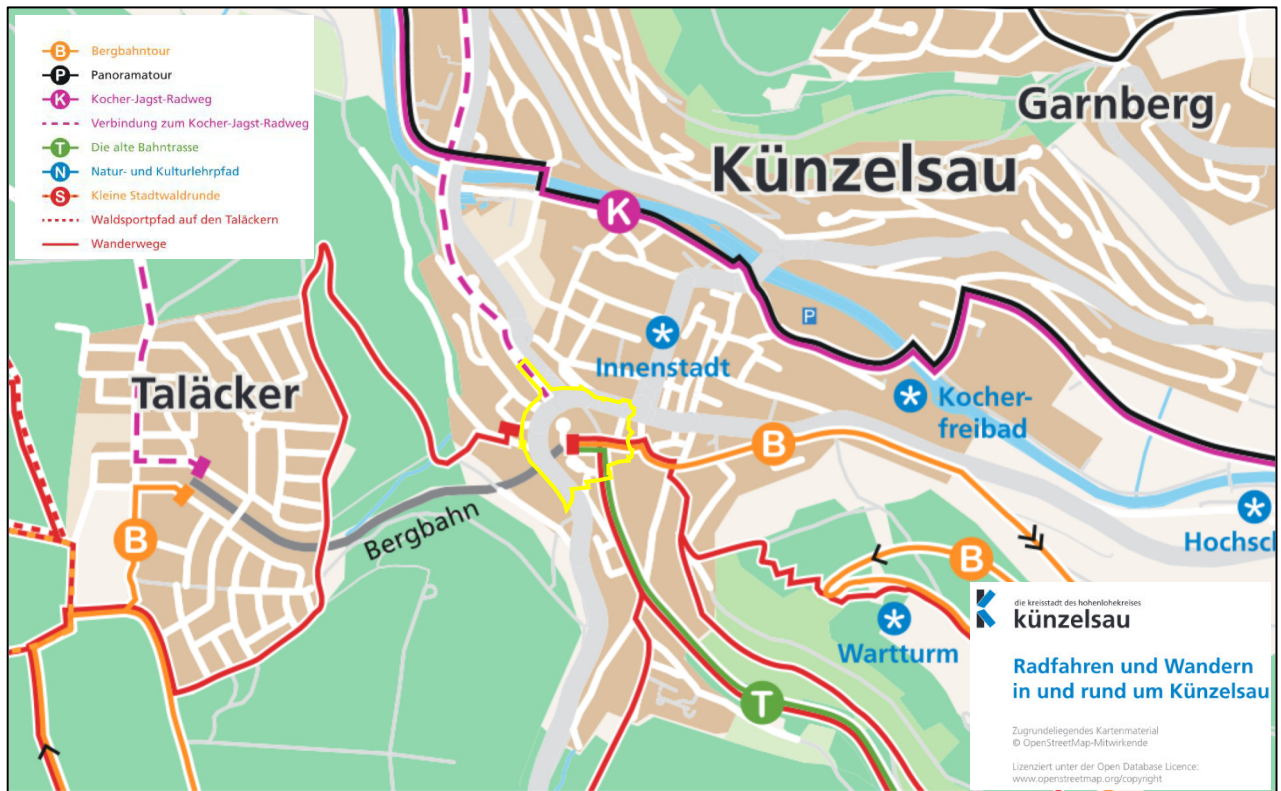 B Bergbahntour
P Panoramatour
K Kocher-Jagst-Radweg
Verbindung zum Kocher-Jagst-Radweg
T Die alte Bahntrasse
N Natur- und Kulturlehrpfad
S Kleine Stadtwaldrunde
Waldsportpfad auf den Taläckern
Wanderwege
Garnberg
Künzelsau
K
P
Innenstadt
Taläcker
Kocher-
freibad
B
B
Bergbahn
Hochscl
B
Wartturm
T
die kreisstadt des hohenlohekreises
künzelsau
Radfahren und Wandern
in und rund um Künzelsau
Zugrundeliegendes Kartenmaterial
© OpenStreetMap-Mitwirkende
Lizenziert unter der Open Database Licence:
www.openstreetmap.org/copyright